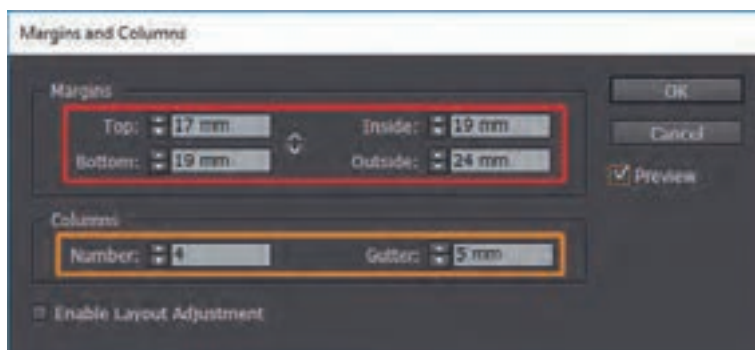 Margins and Columns
Margins
Top: 17 mm Inside: 19 mm
Bottom: 19 mm Outside: 24 mm
OK
Cancel
Preview
Columns
Number: 4 Gutter: 5 mm
Enable Layout Adjustment